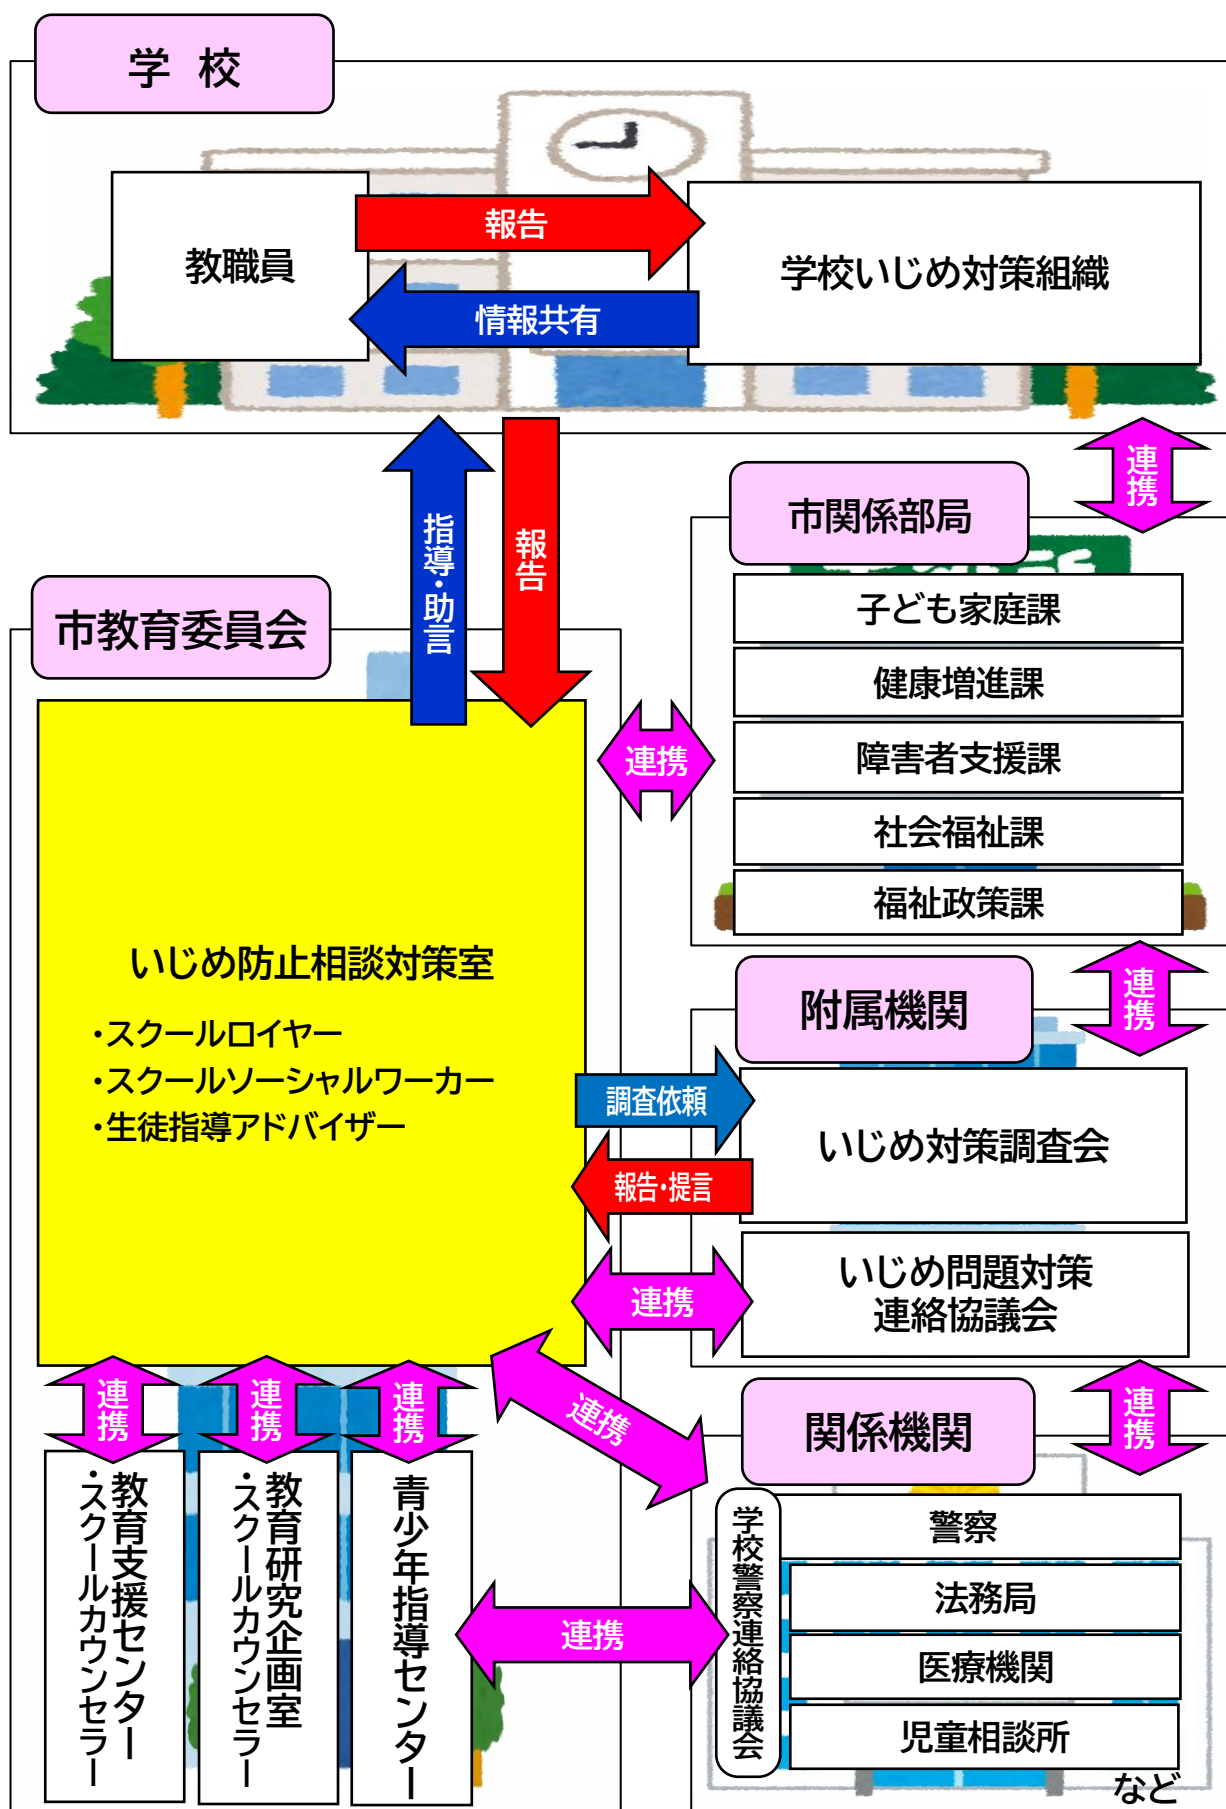 学校
教職員
報告
情報共有
学校いじめ対策組織
指導・助言
報告
連携
市関係部局
子ども家庭課
健康増進課
障害者支援課
社会福祉課
福祉政策課
市教育委員会
連携
いじめ防止相談対策室
・スクールロイヤー
・スクールソーシャルワーカー
・生徒指導アドバイザー
連携
附属機関
調査依頼
報告・提言
いじめ対策調査会
連携
いじめ問題対策
連絡協議会
連携
連携
連携
連携
連携
関係機関
教育支援センター
・スクールカウンセラー
教育研究企画室
・スクールカウンセラー
青少年指導センター
連携
学校警察連絡協議会
警察
法務局
医療機関
児童相談所
など